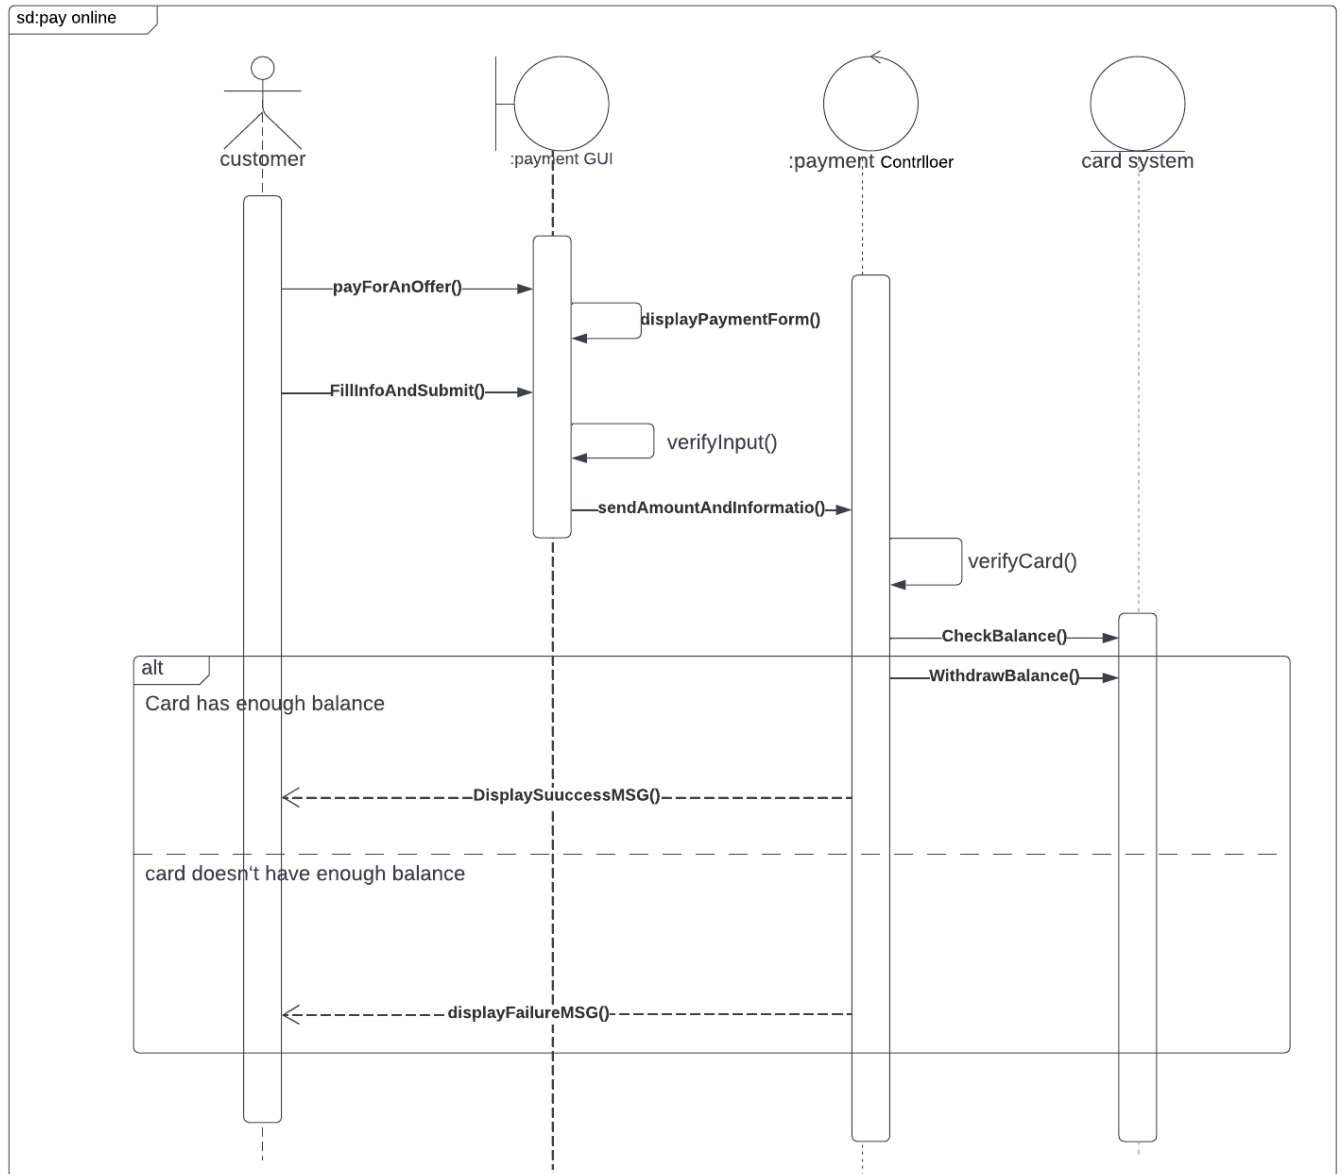 sd:pay online
customer
:payment GUI
:payment Contrlloer
card system
payForAnOffer()
displayPaymentForm()
FillInfoAndSubmit()
verifyInput()
sendAmountAndInformatio()
verifyCard()
CheckBalance()
alt
WithdrawBalance()
Card has enough balance
DisplaySuuccessMSG()
card doesn't have enough balance
displayFailureMSG()